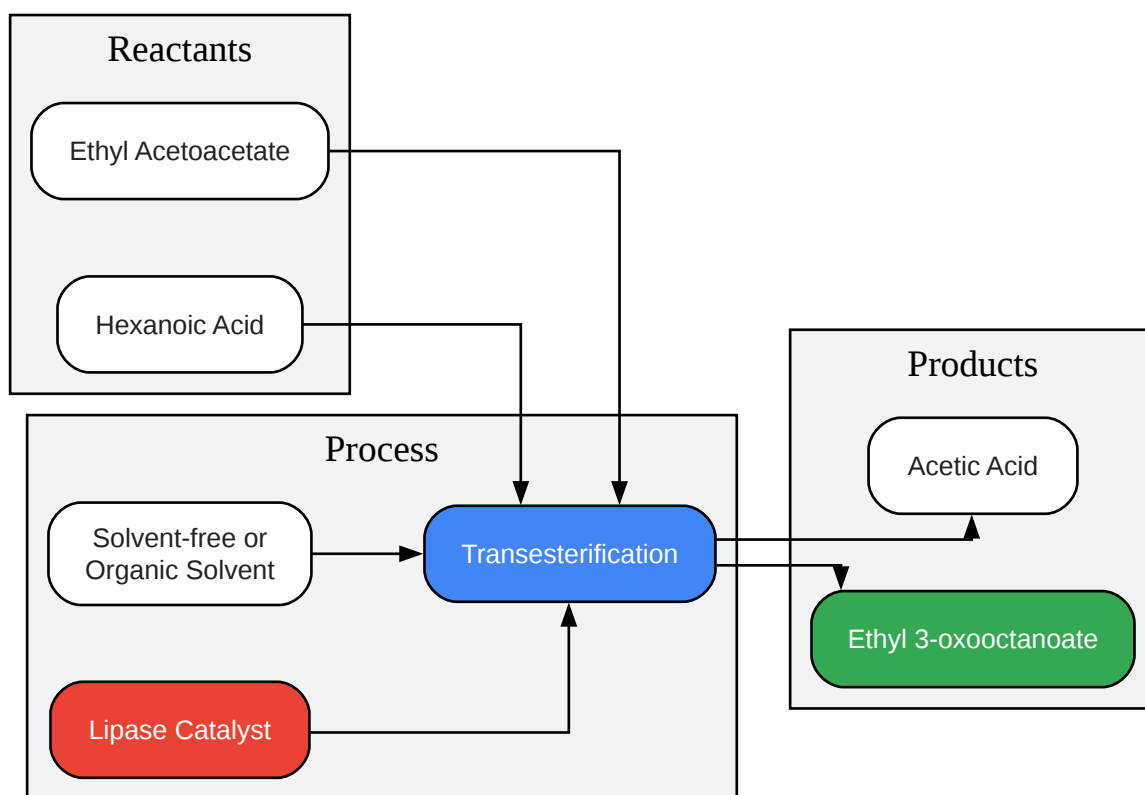 Reactants
Ethyl Acetoacetate
Hexanoic Acid
Process
Solvent-free or
Organic Solvent
Transesterification
Lipase Catalyst
Products
Acetic Acid
Ethyl 3-oxooctanoate